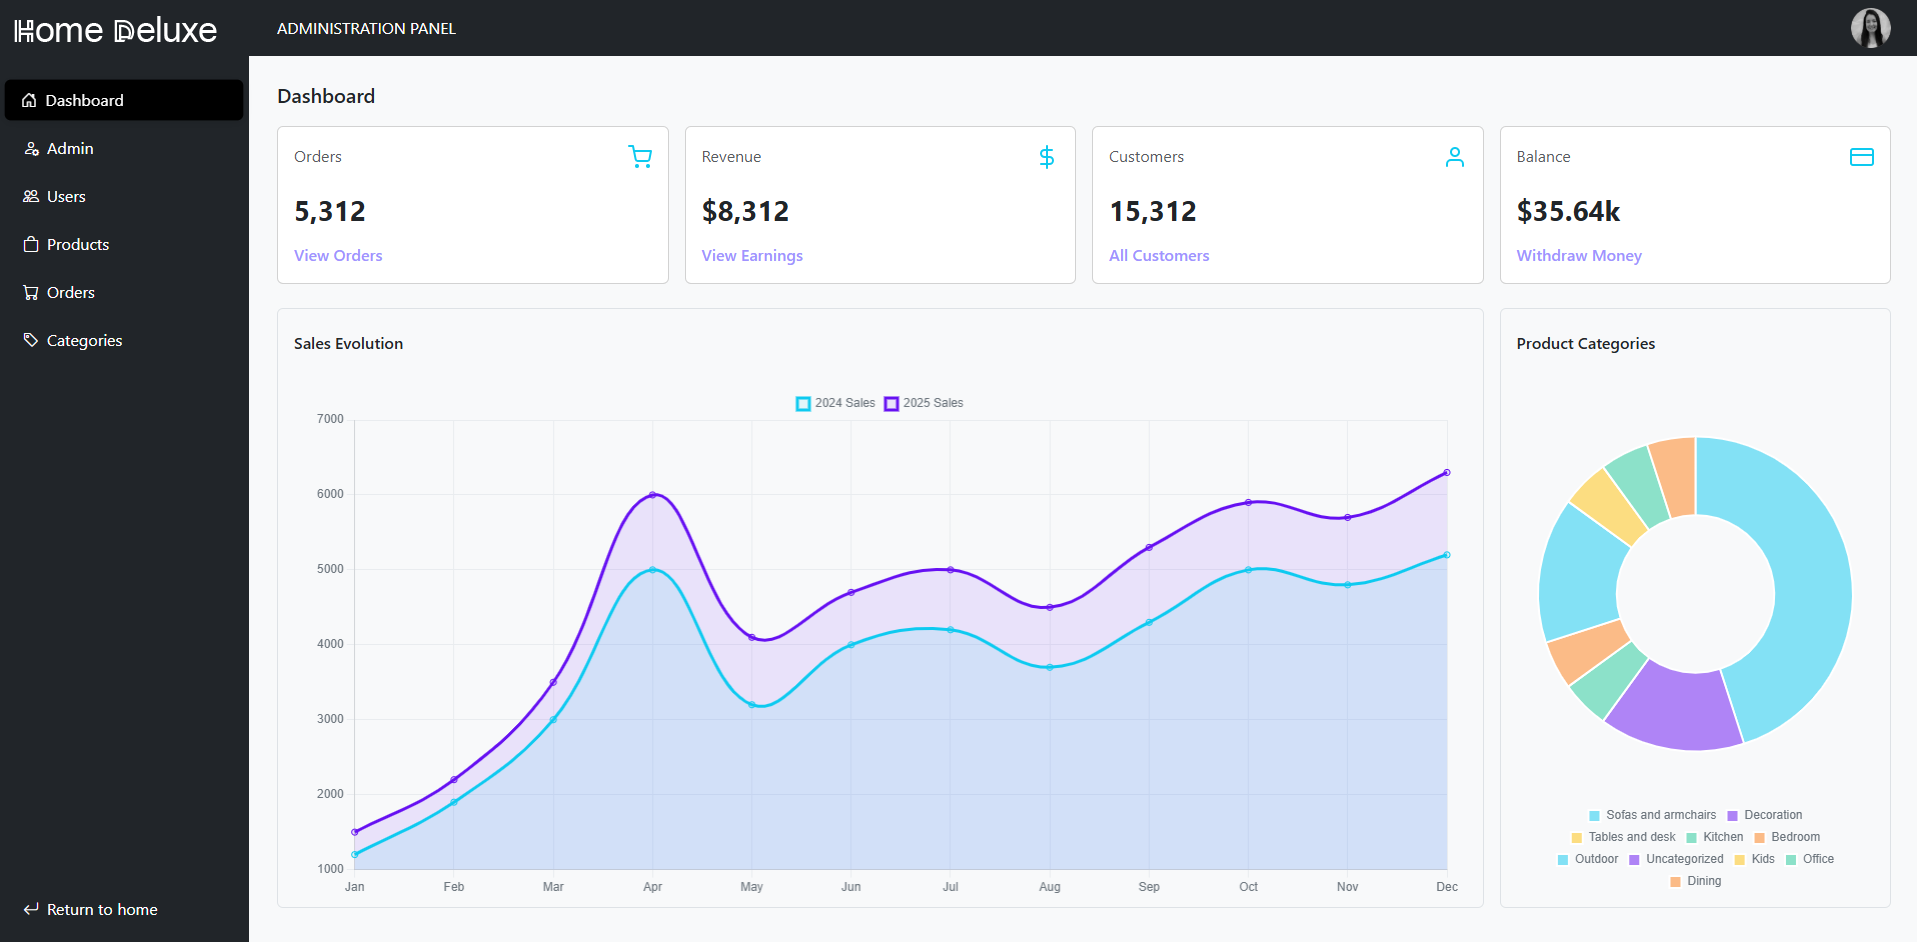 Home Deluxe
ADMINISTRATION PANEL
Dashboard
Admin
Users
Products
Orders
Categories
Return to home
Dashboard
Orders
5,312
View Orders
Revenue
$8,312
View Earnings
Customers
15,312
All Customers
Balance
$35.64k
Withdraw Money
Sales Evolution
2024 Sales 2025 Sales
7000
6000
5000
4000
3000
2000
1000
Jan Feb Mar Apr May Jun Jul Aug Sep Oct Nov Dec
Product Categories
Sofas and armchairs Decoration
Tables and desk Kitchen Bedroom
Outdoor Uncategorized Kids Office
Dining